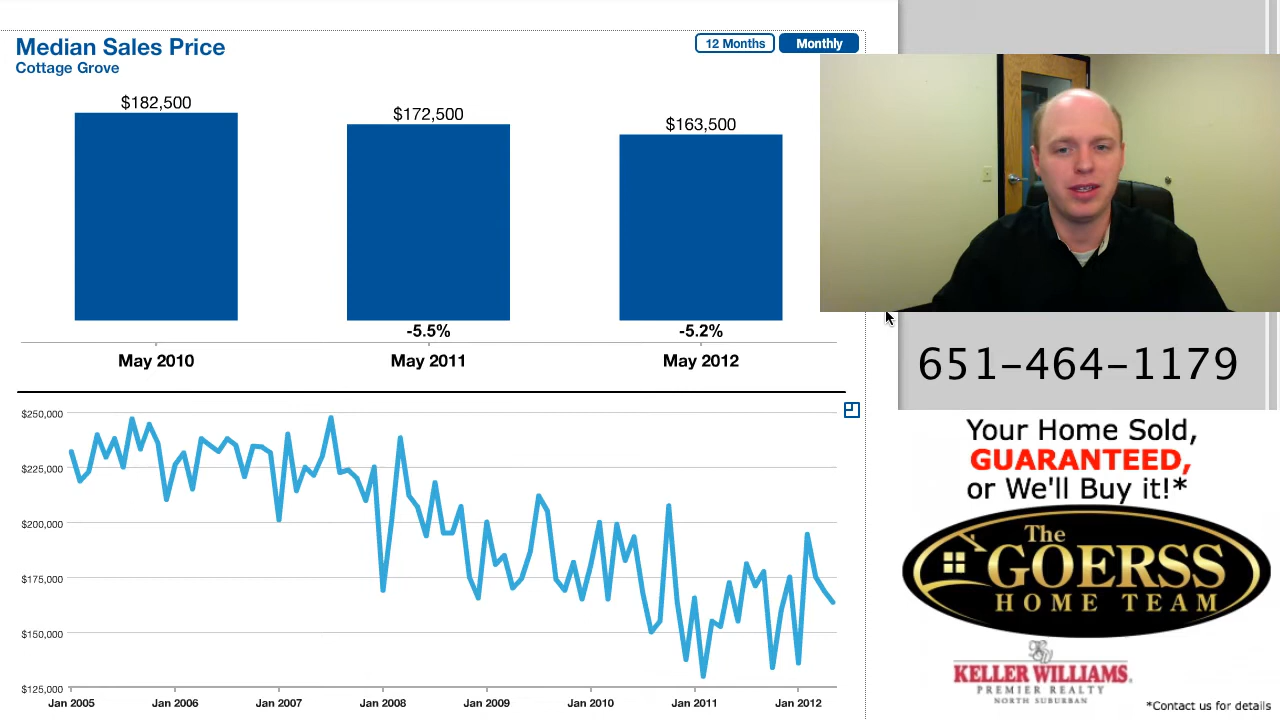 Median Sales Price
Cottage Grove
12 Months
Monthly
$182,500
$172,500
$163,500
-5.5%
-5.2%
May 2010
May 2011
May 2012
$250,000
$225,000
$200,000
$175,000
$150,000
$125,000
Jan 2005
Jan 2006
Jan 2007
Jan 2008
Jan 2009
Jan 2010
Jan 2011
Jan 2012
651-464-1179
Your Home Sold,
GUARANTEED,
or We'll Buy it!*
The
GOERSS
HOME TEAM
KW
KELLER WILLIAMS.
PREMIER REALTY
NORTH SUBURBAN
*Contact us for details